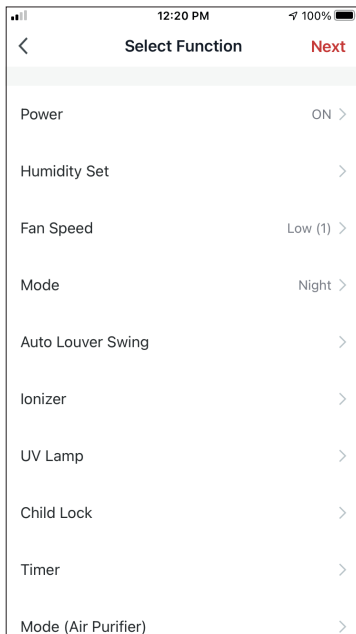 12:20 PM 100%
Select Function Next
Power ON
Humidity Set
Fan Speed Low (1)
Mode Night
Auto Louver Swing
Ionizer
UV Lamp
Child Lock
Timer
Mode (Air Purifier)